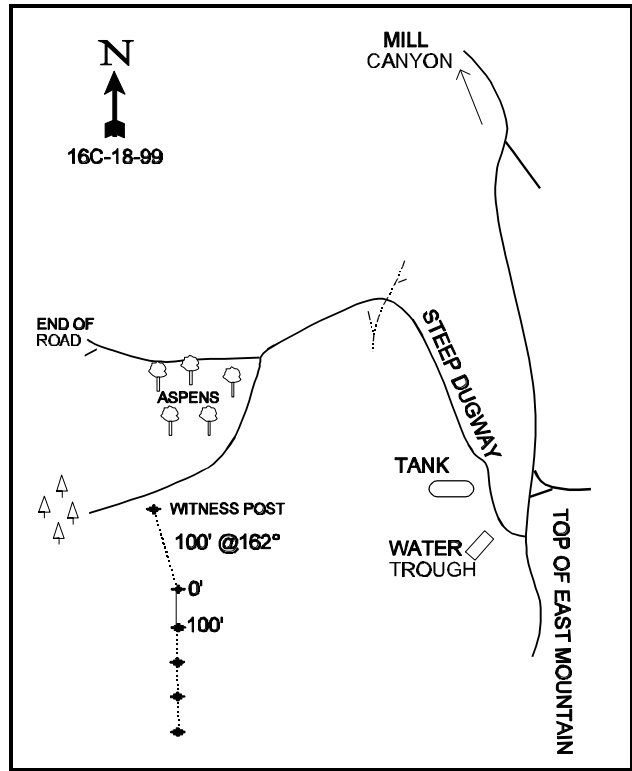 N
16C-18-99
MILL
CANYON
END OF
ROAD
ASPENS
STEEP DUGWAY
TANK
WITNESS POST
100' @162°
WATER
TROUGH
0'
100'
TOP OF EAST MOUNTAIN